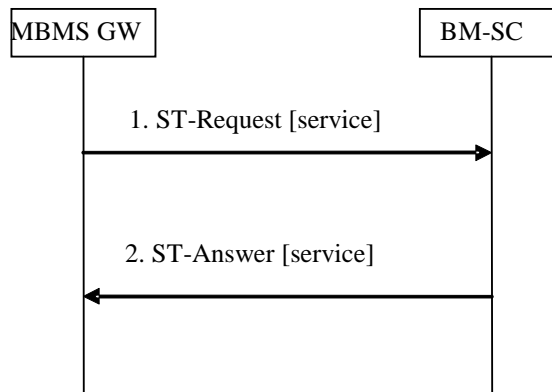 MBMS GW
BM-SC
1. ST-Request [service]
2. ST-Answer [service]